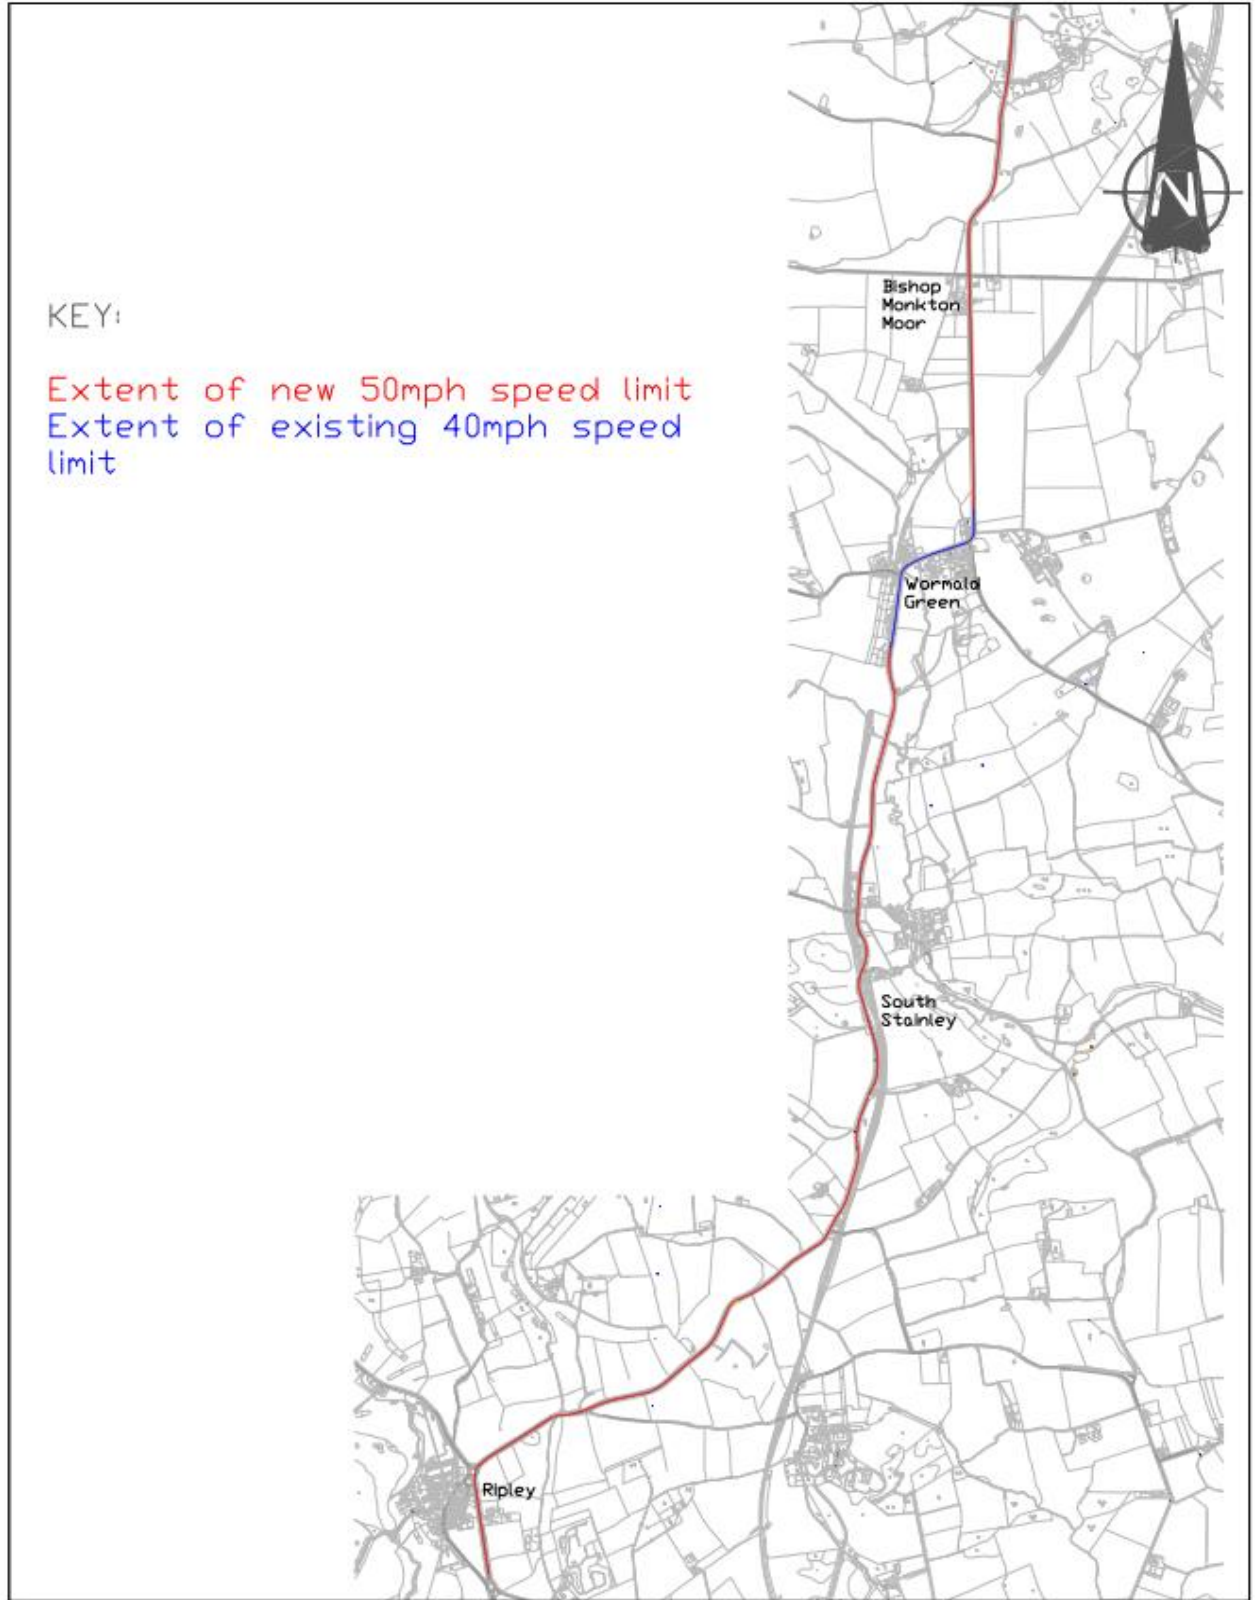 N
Bishop
Monkton
Moor
KEY:
Extent of new 50mph speed limit
Extent of existing 40mph speed
limit
Wormald
Green
South
Stainley
Ripley